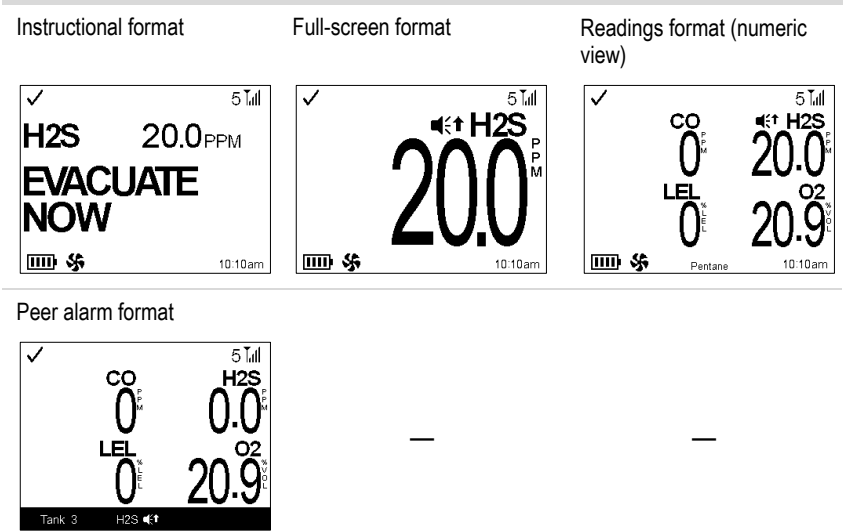 Instructional format
Full-screen format
Readings format (numeric
view)
5
H2S 20.0 PPM
EVACUATE
NOW
10:10am
5
H2S
20.0 PPM
10:10am
5
CO H2S
0 PPM 20.0 PPM
LEL O2
0 %LEL 20.9 %VOL
Pentane 10:10am
Peer alarm format
5
CO H2S
0 PPM 0.0 PPM
LEL O2
0 %LEL 20.9 %VOL
Tank 3 H2S
—
—